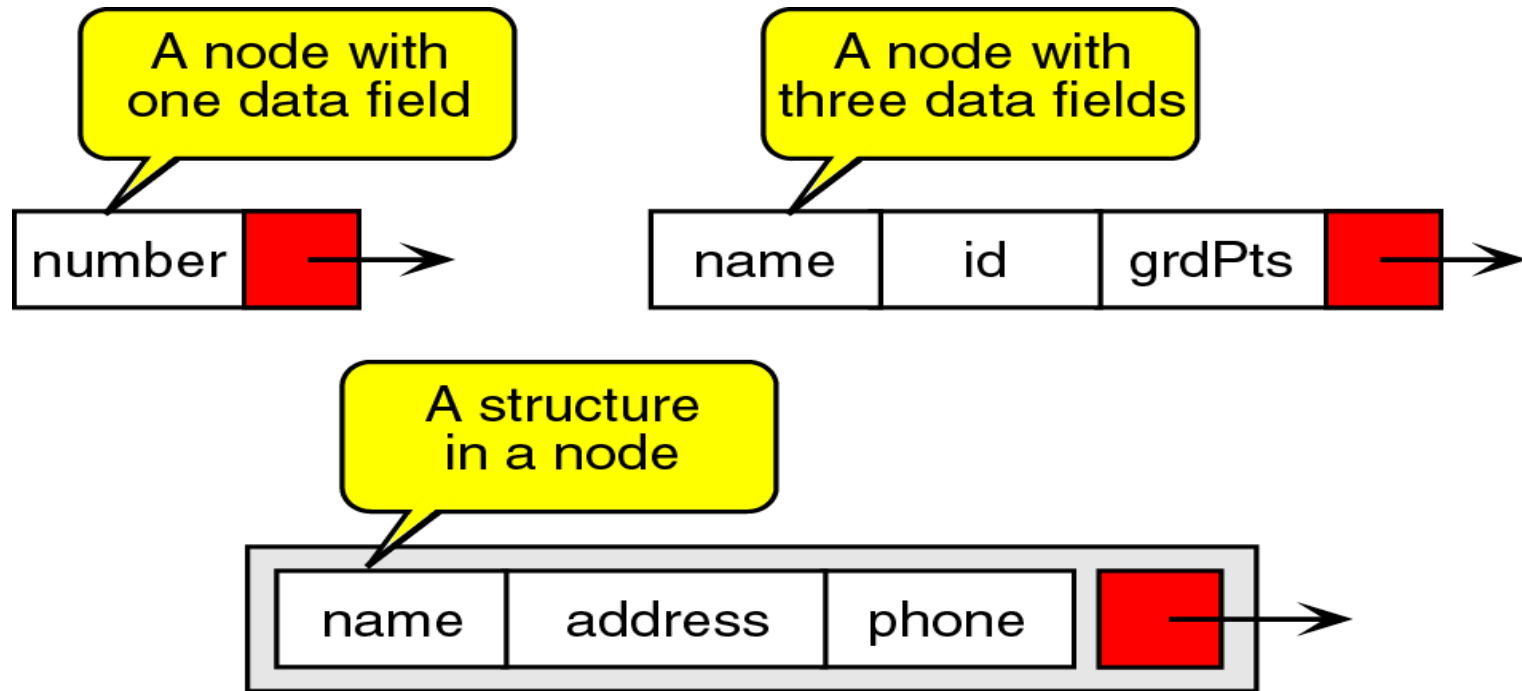 A node with
one data field
A node with
three data fields
number
name id grdPts
A structure
in a node
name address phone